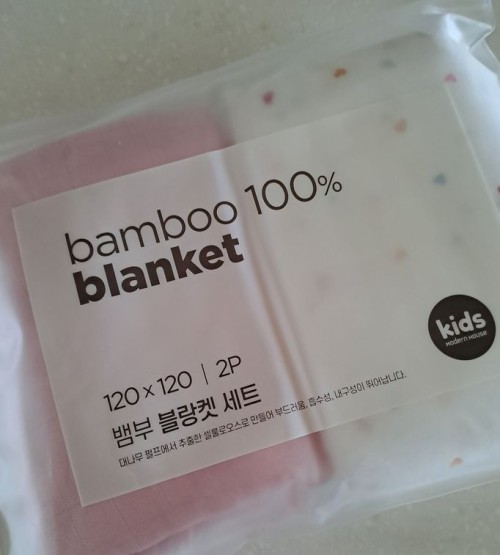 bamboo 100%
blanket
120 x 120 | 2P
뱀부 블랑켓 세트
대나무 펄프에서 추출한 셀룰로오스로 만들어 부드러움, 흡수성, 내구성이 뛰어납니다.
kids
MODERN HOUSE